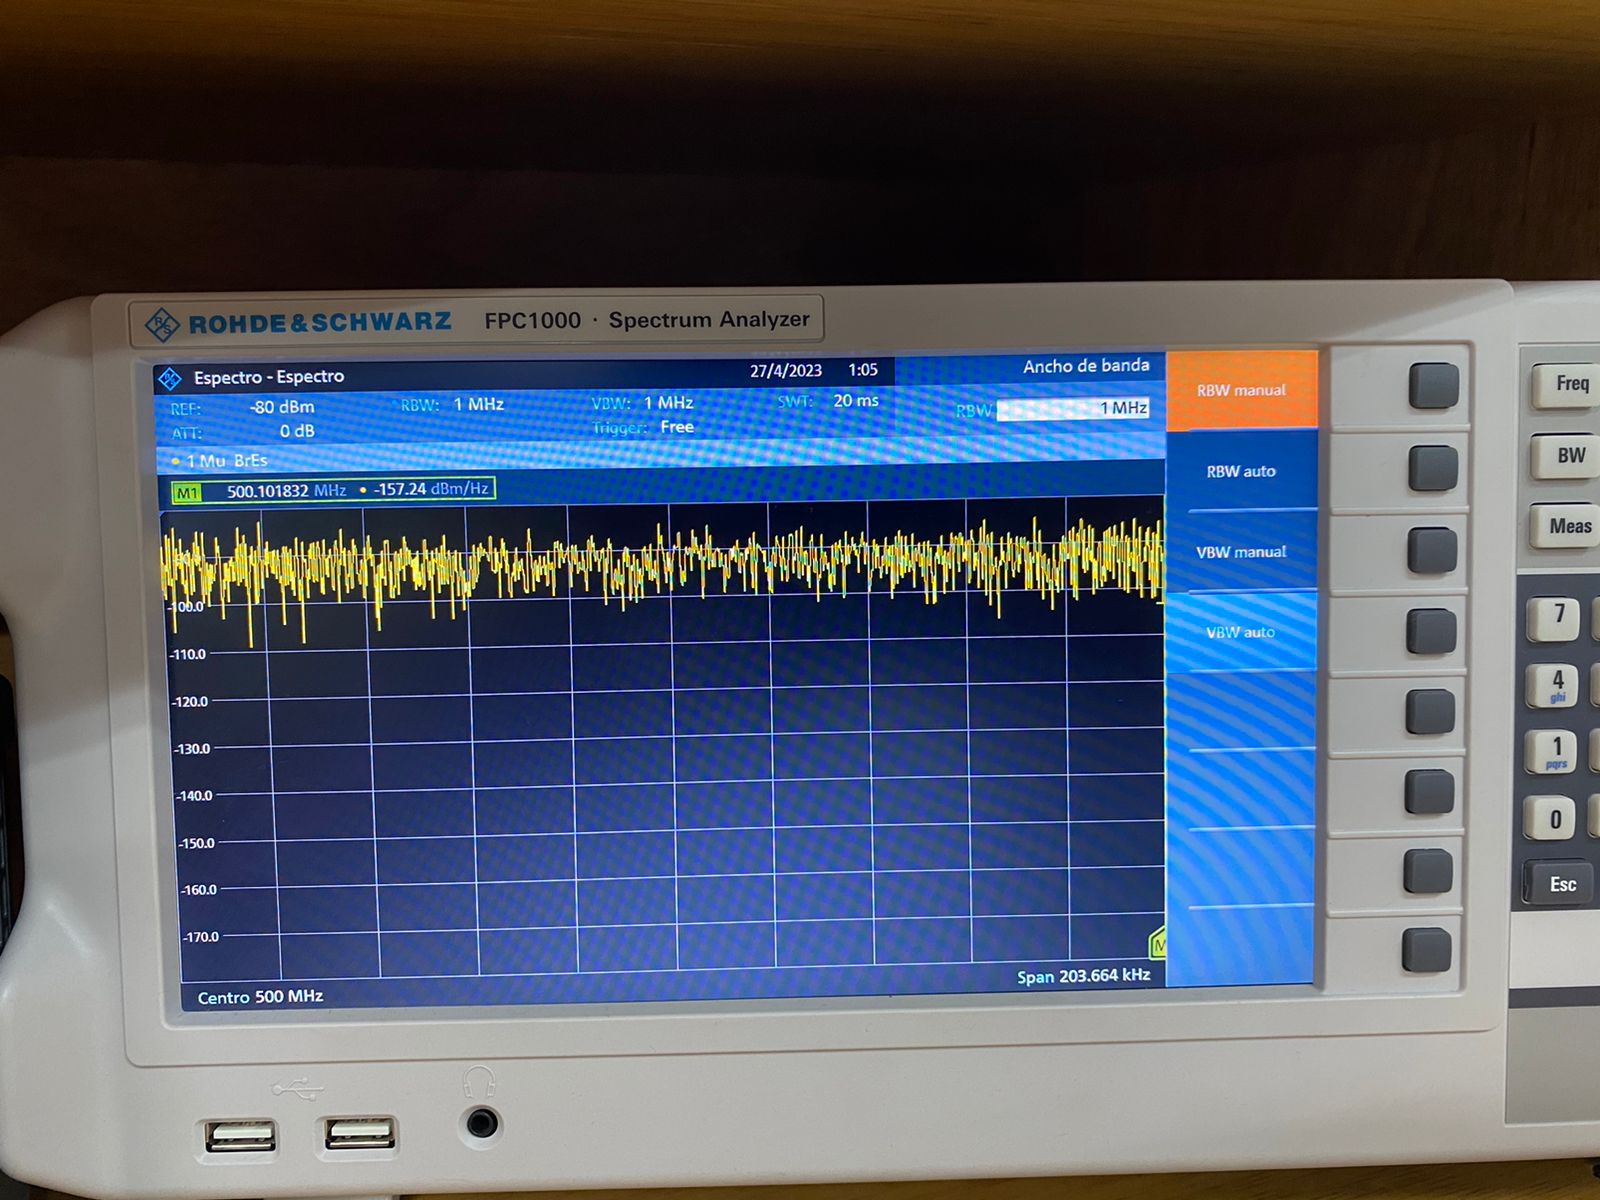 ROHDE&SCHWARZ FPC1000 · Spectrum Analyzer
Espectro - Espectro 27/4/2023 1:05 Ancho de banda
REF: -80 dBm RBW: 1 MHz VBW: 1 MHz SWT: 20 ms RBW 1 MHz
ATT: 0 dB Trigger: Free
1 Mu BrEs
M1 500.101832 MHz • -157.24 dBm/Hz
-100.0
-110.0
-120.0
-130.0
-140.0
-150.0
-160.0
-170.0
Centro 500 MHz Span 203.664 kHz
RBW manual
RBW auto
VBW manual
VBW auto
Freq
BW
Meas
7
4
ghi
1
pqrs
0
Esc